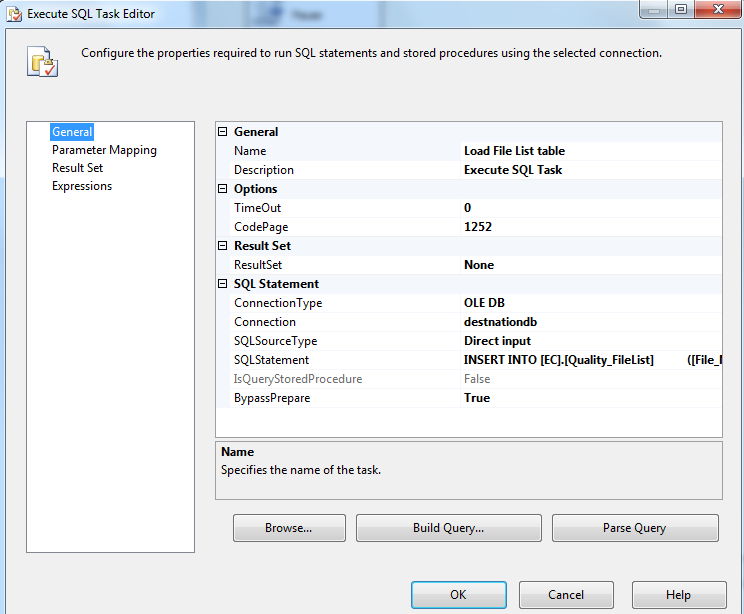 Execute SQL Task Editor
Configure the properties required to run SQL statements and stored procedures using the selected connection.
General
Parameter Mapping
Result Set
Expressions
General
Name Load File List table
Description Execute SQL Task
Options
TimeOut 0
CodePage 1252
Result Set
ResultSet None
SQL Statement
ConnectionType OLE DB
Connection destnationdb
SQLSourceType Direct input
SQLStatement INSERT INTO [EC].[Quality_FileList] ([File_
IsQueryStoredProcedure False
BypassPrepare True
Name
Specifies the name of the task.
Browse... Build Query... Parse Query
OK Cancel Help